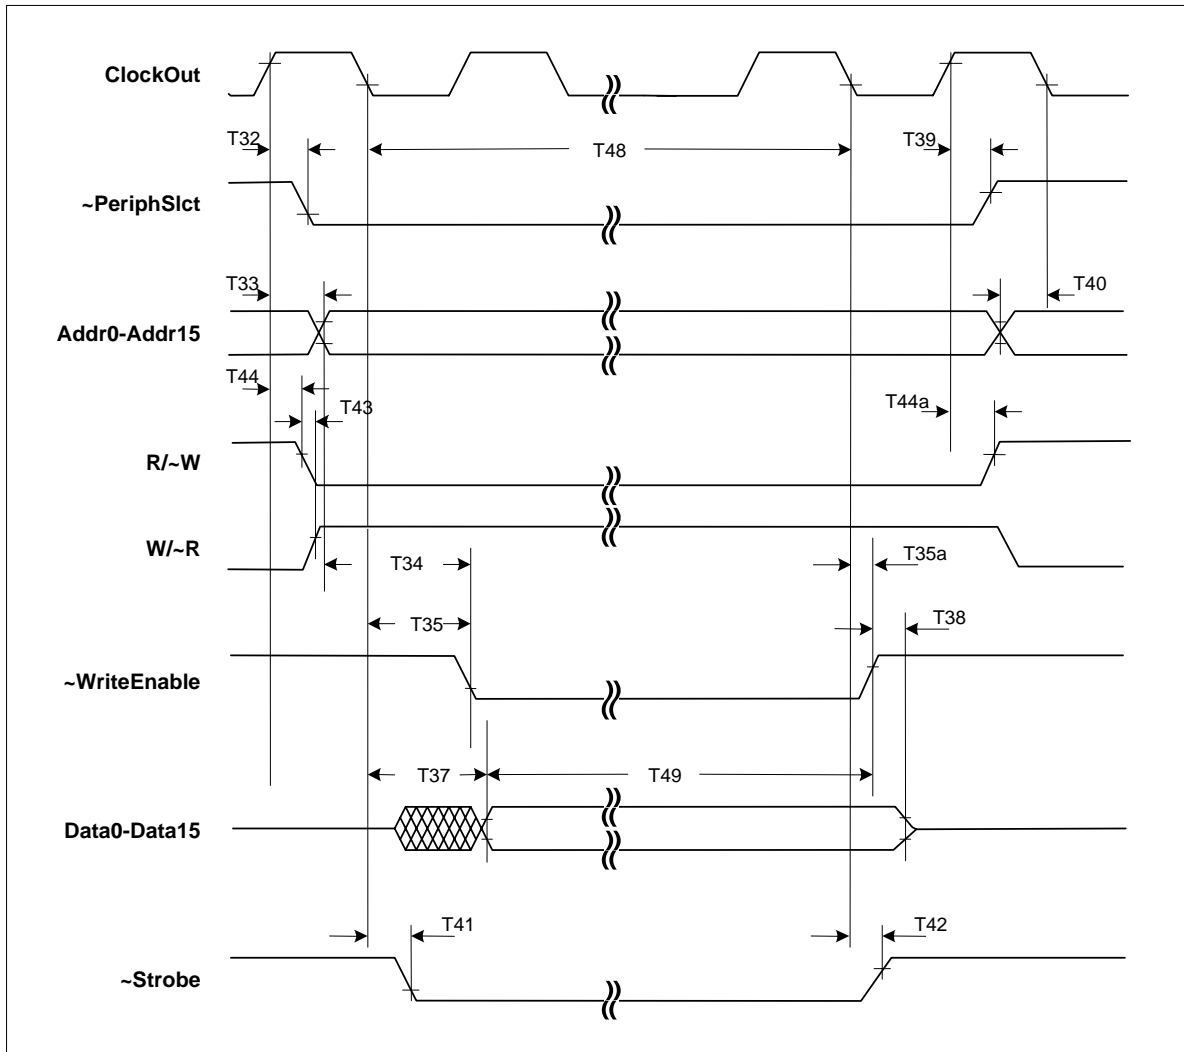 ClockOut
T32
T48
T39
~PeriphSlct
T33
T40
Addr0-Addr15
T44
T43
T44a
R/~W
W/~R
T34
T35a
T35
T38
~WriteEnable
T37
T49
Data0-Data15
T41
T42
~Strobe